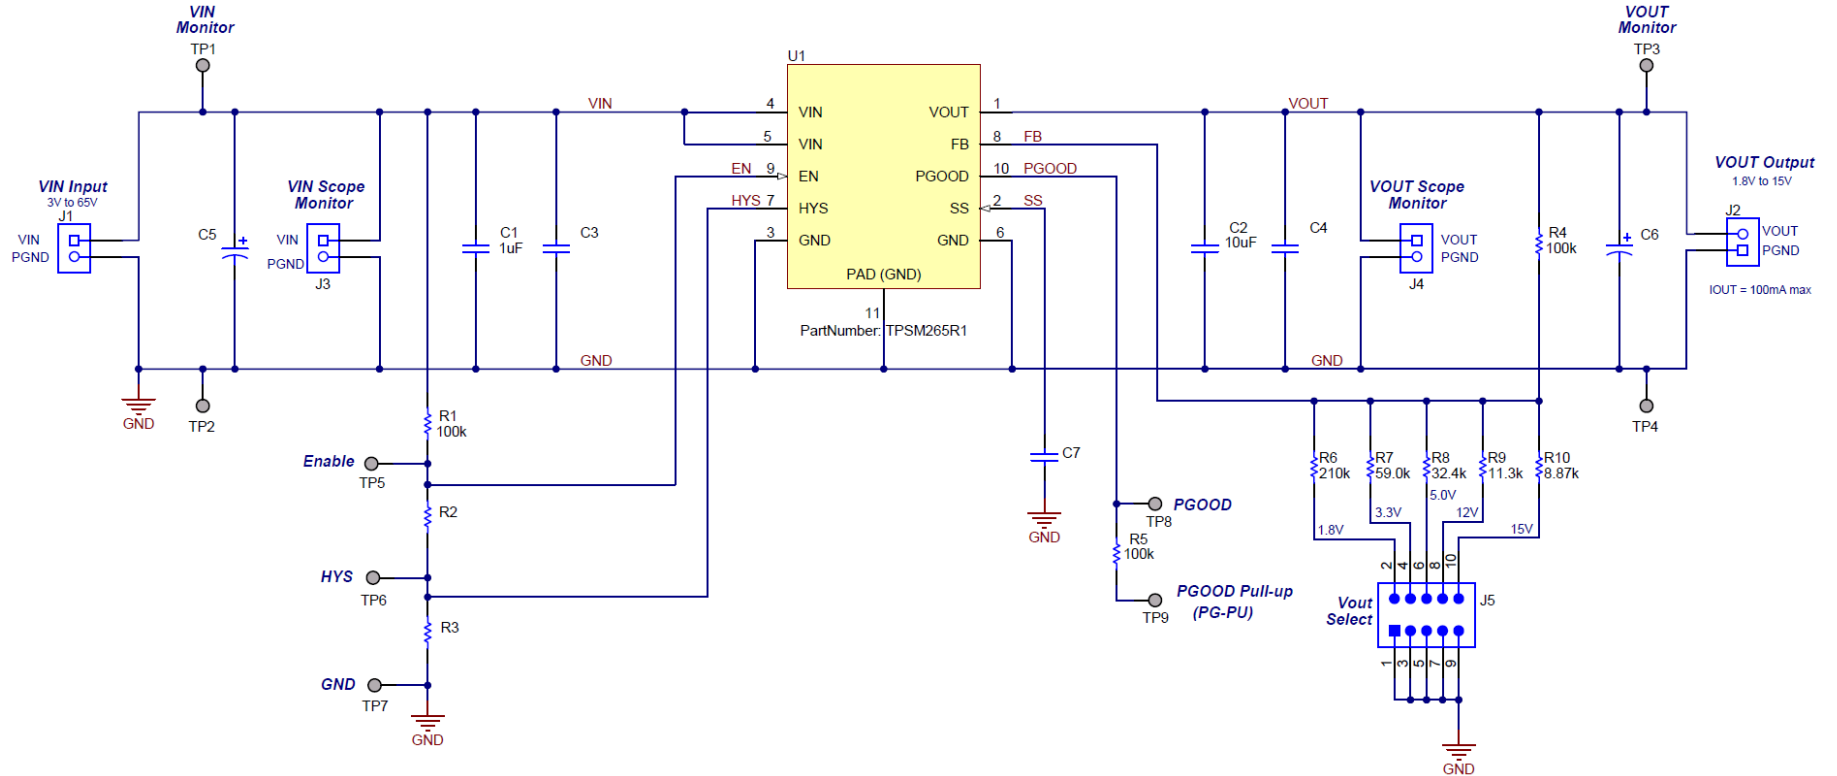 VIN
Monitor
TP1
VOUT
Monitor
TP3
U1
VIN
4
VIN
VOUT
1
VOUT
5
VIN
FB
8
FB
EN
9
EN
PGOOD
10
PGOOD
HYS
7
HYS
SS
2
SS
3
GND
GND
6
PAD (GND)
11
PartNumber: TPSM265R1
VIN Input
3V to 65V
J1
VIN
PGND
C5
VIN Scope
Monitor
VIN
PGND
J3
C1
1uF
C3
C2
10uF
C4
VOUT Scope
Monitor
VOUT
PGND
J4
R4
100k
C6
VOUT Output
1.8V to 15V
J2
VOUT
PGND
IOUT = 100mA max
GND
GND
GND
TP2
TP4
R1
100k
Enable
TP5
R2
HYS
TP6
R3
GND
TP7
GND
C7
GND
PGOOD
TP8
R5
100k
PGOOD Pull-up
(PG-PU)
TP9
R6
210k
R7
59.0k
R8
32.4k
R9
11.3k
R10
8.87k
1.8V
3.3V
5.0V
12V
15V
2
4
6
8
10
Vout
Select
J5
1
3
5
7
9
GND